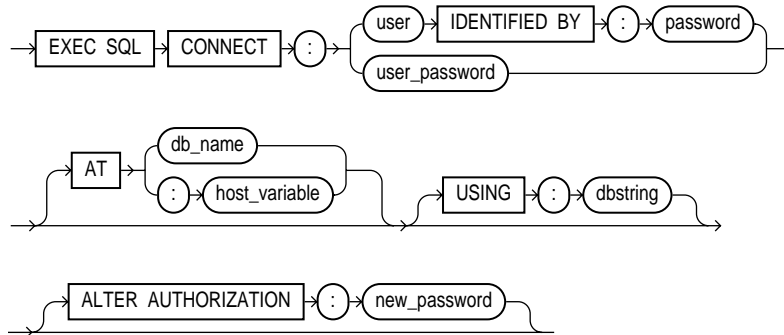 EXEC SQL CONNECT : user IDENTIFIED BY : password
user_password
AT db_name
: host_variable
USING : dbstring
ALTER AUTHORIZATION : new_password